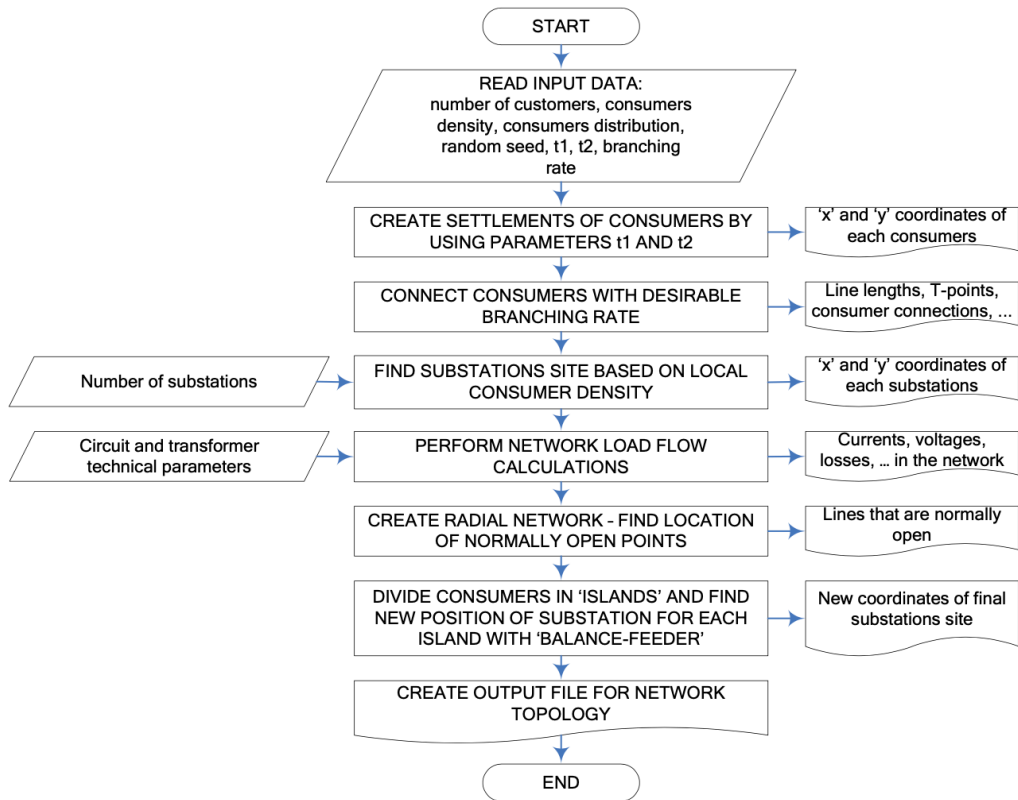 START
READ INPUT DATA:
number of customers, consumers
density, consumers distribution,
random seed, t1, t2, branching
rate
CREATE SETTLEMENTS OF CONSUMERS BY
USING PARAMETERS t1 AND t2
‘x’ and ‘y’ coordinates of
each consumers
CONNECT CONSUMERS WITH DESIRABLE
BRANCHING RATE
Line lengths, T-points,
consumer connections, ...
Number of substations
FIND SUBSTATIONS SITE BASED ON LOCAL
CONSUMER DENSITY
‘x’ and ‘y’ coordinates of
each substations
Circuit and transformer
technical parameters
PERFORM NETWORK LOAD FLOW
CALCULATIONS
Currents, voltages,
losses, ... in the network
CREATE RADIAL NETWORK - FIND LOCATION
OF NORMALLY OPEN POINTS
Lines that are normally
open
DIVIDE CONSUMERS IN ‘ISLANDS’ AND FIND
NEW POSITION OF SUBSTATION FOR EACH
ISLAND WITH ‘BALANCE-FEEDER’
New coordinates of final
substations site
CREATE OUTPUT FILE FOR NETWORK
TOPOLOGY
END